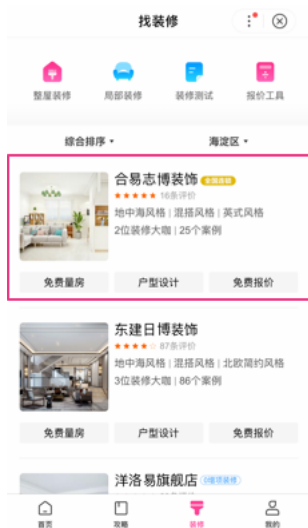 找装修
整屋装修 局部装修 装修测试 报价工具
综合排序 海淀区
合易志博装饰 全国连锁
16条评价
地中海风格 | 混搭风格 | 英式风格
2位装修大咖 | 25个案例
免费量房 户型设计 免费报价
东建日博装饰
87条评价
地中海风格 | 混搭风格 | 北欧简约风格
3位装修大咖 | 86个案例
免费量房 户型设计 免费报价
洋洛易旗舰店
首页 攻略 装修 我的